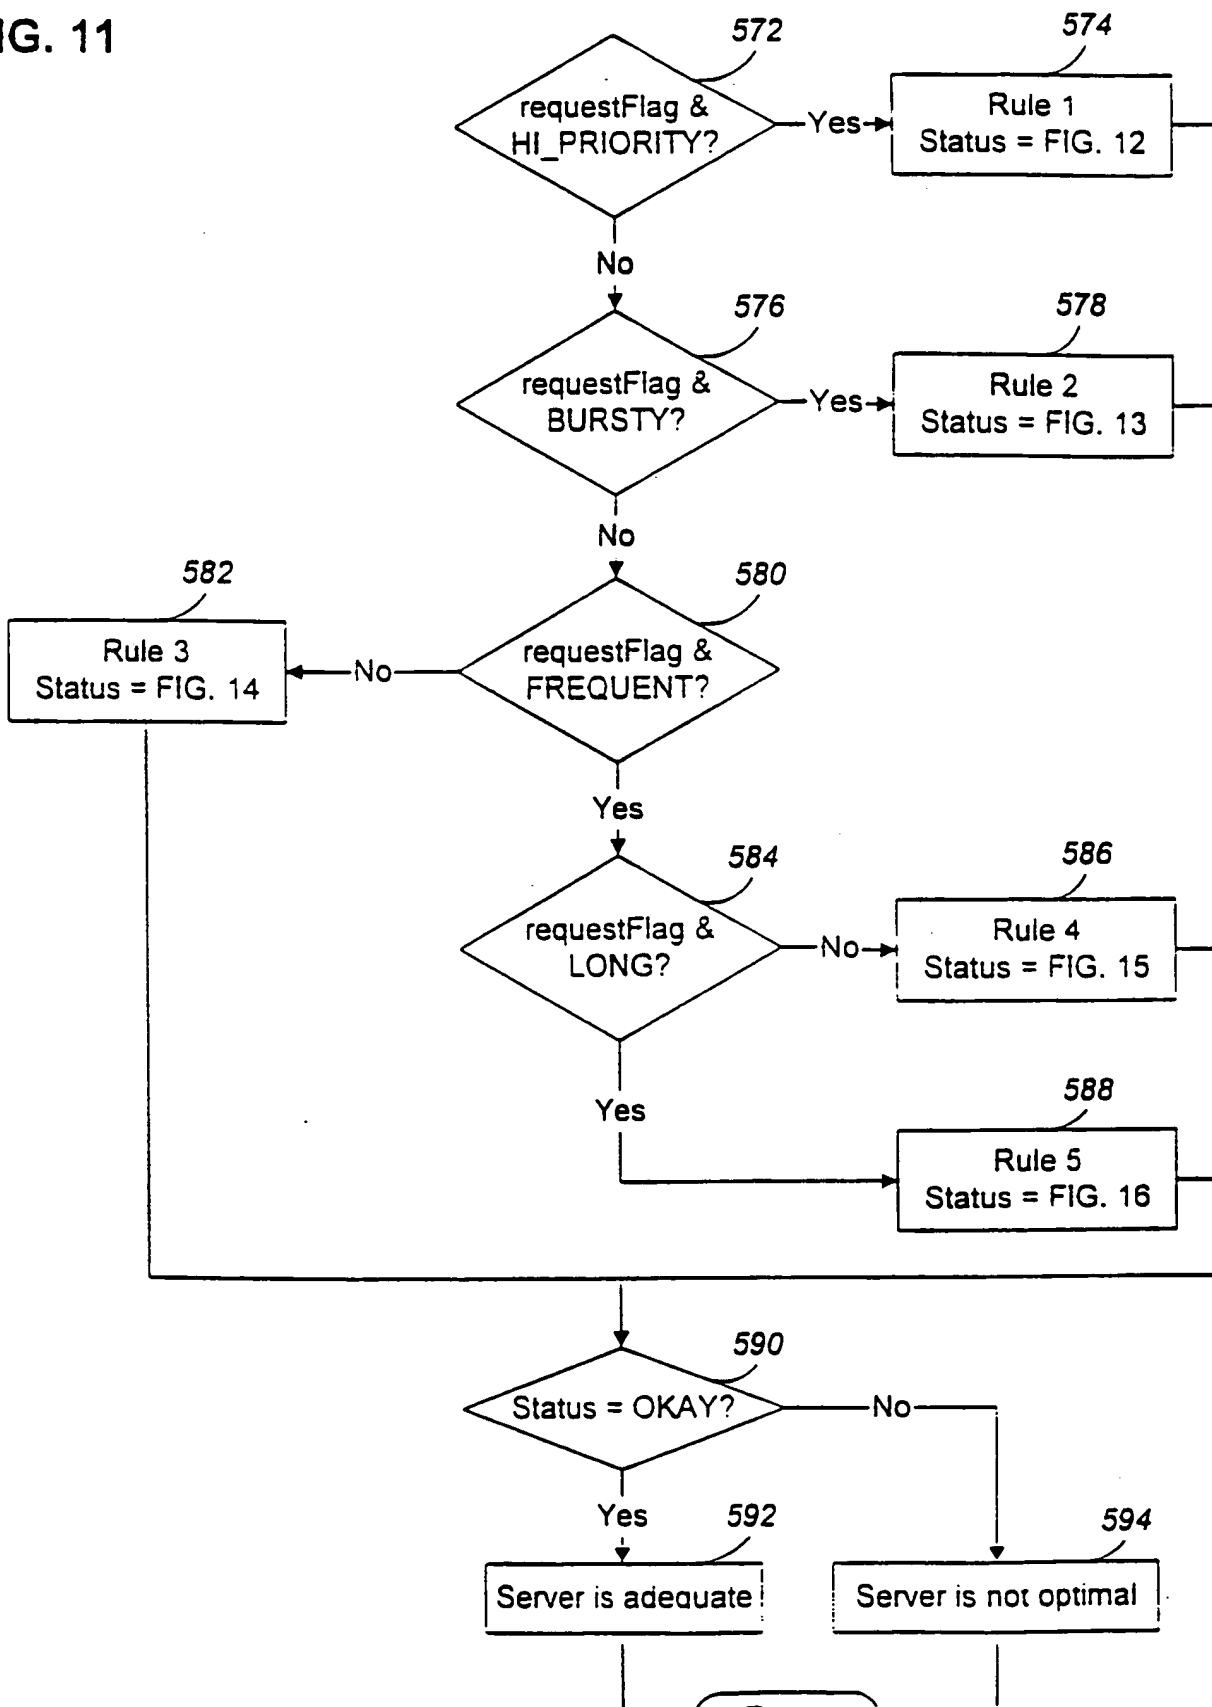 IG. 11
572
574
requestFlag &
HI_PRIORITY?
Yes
Rule 1
Status = FIG. 12
No
576
578
requestFlag &
BURSTY?
Yes
Rule 2
Status = FIG. 13
No
582
580
Rule 3
Status = FIG. 14
No
requestFlag &
FREQUENT?
Yes
584
586
requestFlag &
LONG?
No
Rule 4
Status = FIG. 15
Yes
588
Rule 5
Status = FIG. 16
590
Status = OKAY?
No
Yes
592
594
Server is adequate
Server is not optimal